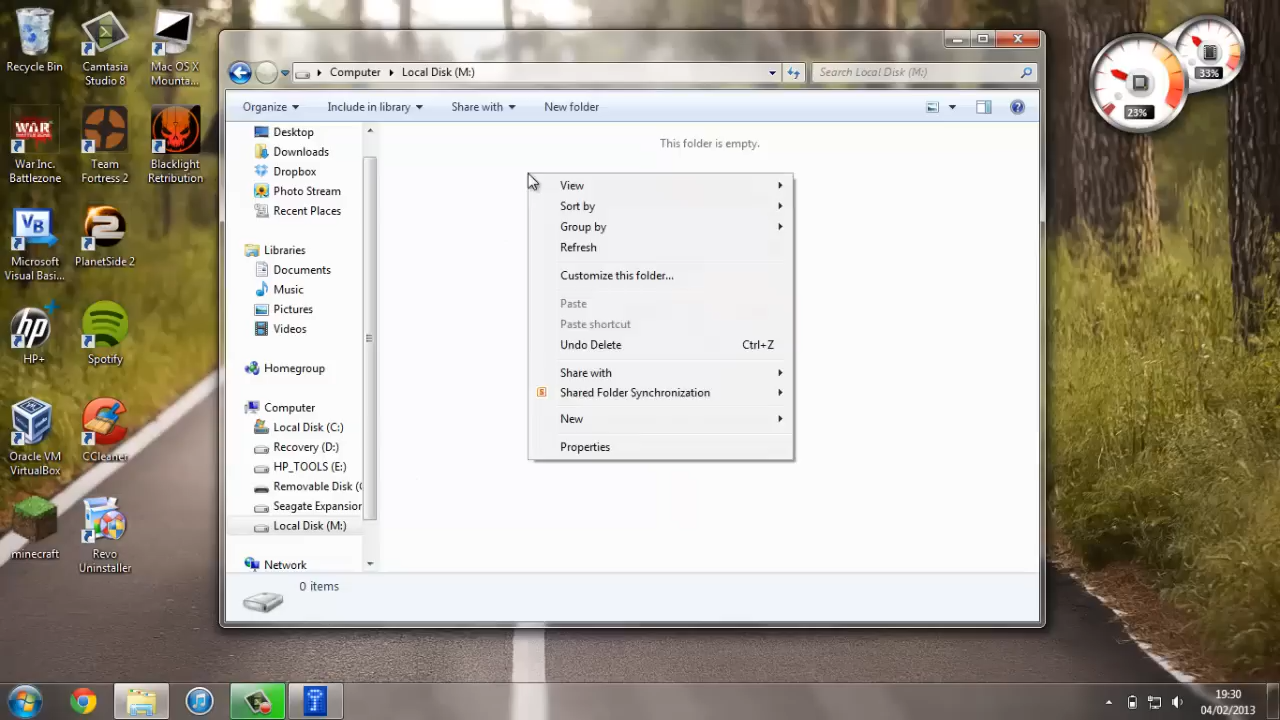 Recycle Bin
Camtasia
Studio 8
Mac OS X
Mounta...
War Inc.
Battlezone
Team
Fortress 2
Blacklight
Retribution
Microsoft
Visual Basi...
PlanetSide 2
HP+
Spotify
Oracle VM
VirtualBox
CCleaner
minecraft
Revo
Uninstaller
Computer
Local Disk (M:)
Search Local Disk (M:)
Organize
Include in library
Share with
New folder
Desktop
Downloads
Dropbox
Photo Stream
Recent Places
Libraries
Documents
Music
Pictures
Videos
Homegroup
Computer
Local Disk (C:)
Recovery (D:)
HP_TOOLS (E:)
Removable Disk (
Seagate Expansion
Local Disk (M:)
Network
0 items
This folder is empty.
View
Sort by
Group by
Refresh
Customize this folder...
Paste
Paste shortcut
Undo Delete Ctrl+Z
Share with
Shared Folder Synchronization
New
Properties
23%
33%
19:30
04/02/2013